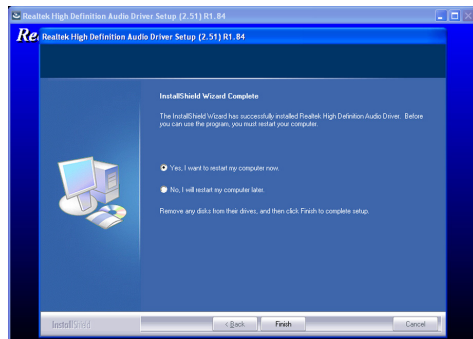 Realtek High Definition Audio Driver Setup (2.51) R1.84
Re
Realtek High Definition Audio Driver Setup (2.51) R1.84
InstallShield Wizard Complete
The InstallShield Wizard has successfully installed Realtek High Definition Audio Driver. Before
you can use the program, you must restart your computer.
Yes, I want to restart my computer now.
No, I will restart my computer later.
Remove any disks from their drives, and then click Finish to complete setup.
InstallShield
< Back
Finish
Cancel